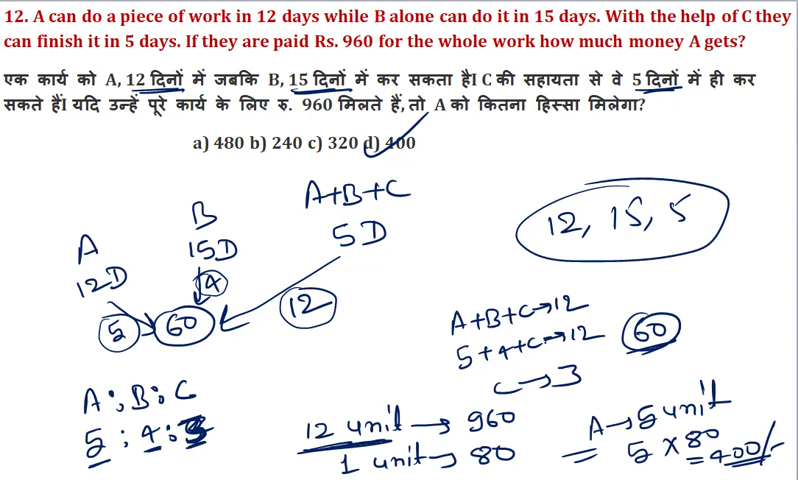 12. A can do a piece of work in 12 days while B alone can do it in 15 days. With the help of C they
can finish it in 5 days. If they are paid Rs. 960 for the whole work how much money A gets?
एक कार्य को A, 12 दिनों में जबकि B, 15 दिनों में कर सकता है। C की सहायता से वे 5 दिनों में ही कर
सकते हैं। यदि उन्हें पूरे कार्य के लिए रु. 960 मिलते हैं, तो A को कितना हिस्सा मिलेगा?
a) 480 b) 240 c) 320 d) 400
A
12D
B
15D
A+B+C
5D
12, 15, 5
5
4
60
12
A+B+C→12
5+4+C→12
C→3
60
A:B:C
5:4:3
12 unit → 960
1 unit → 80
A→5 unit
5×80
=400/-